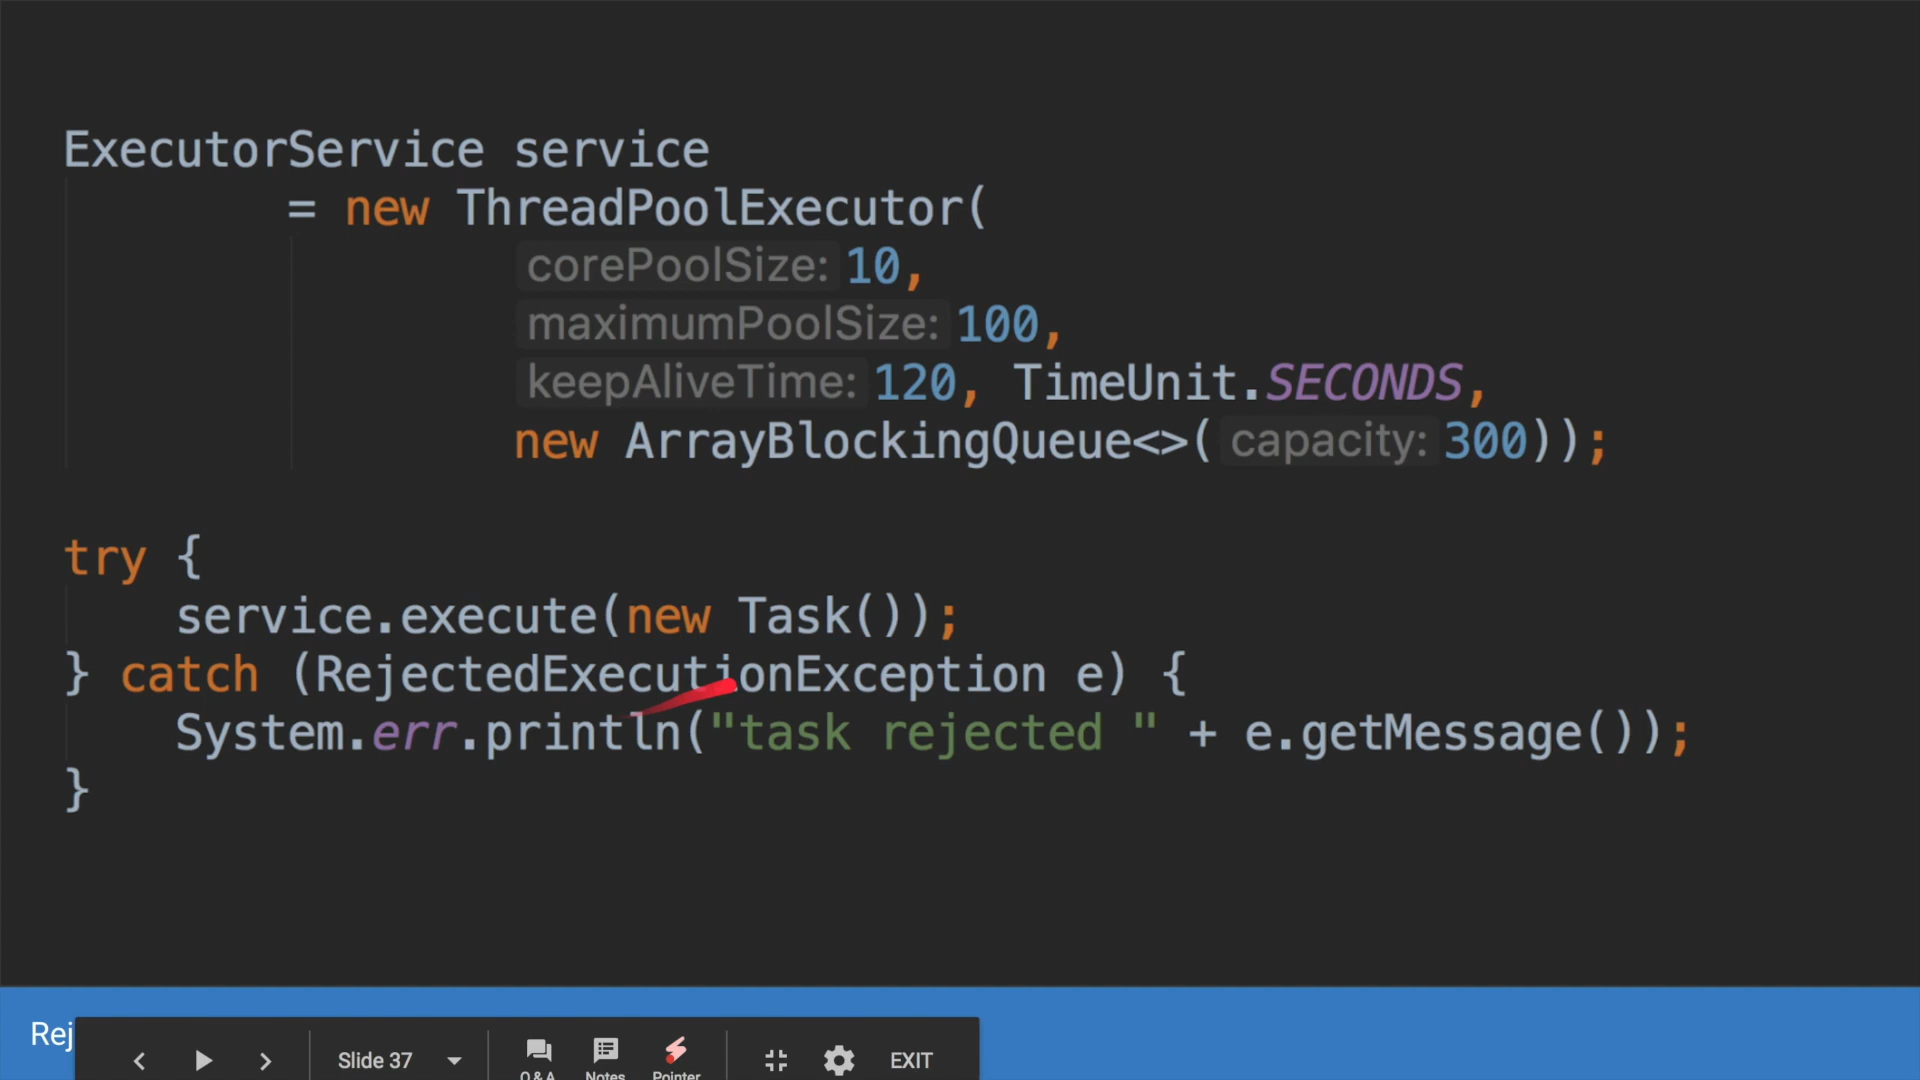 ExecutorService service
= new ThreadPoolExecutor(
corePoolSize: 10,
maximumPoolSize: 100,
keepAliveTime: 120, TimeUnit.SECONDS,
new ArrayBlockingQueue<>( capacity: 300));
try {
service.execute(new Task());
} catch (RejectedExecutionException e) {
System.err.println("task rejected " + e.getMessage());
}
Rej
Slide 37
Q & A
Notes
Pointer
EXIT